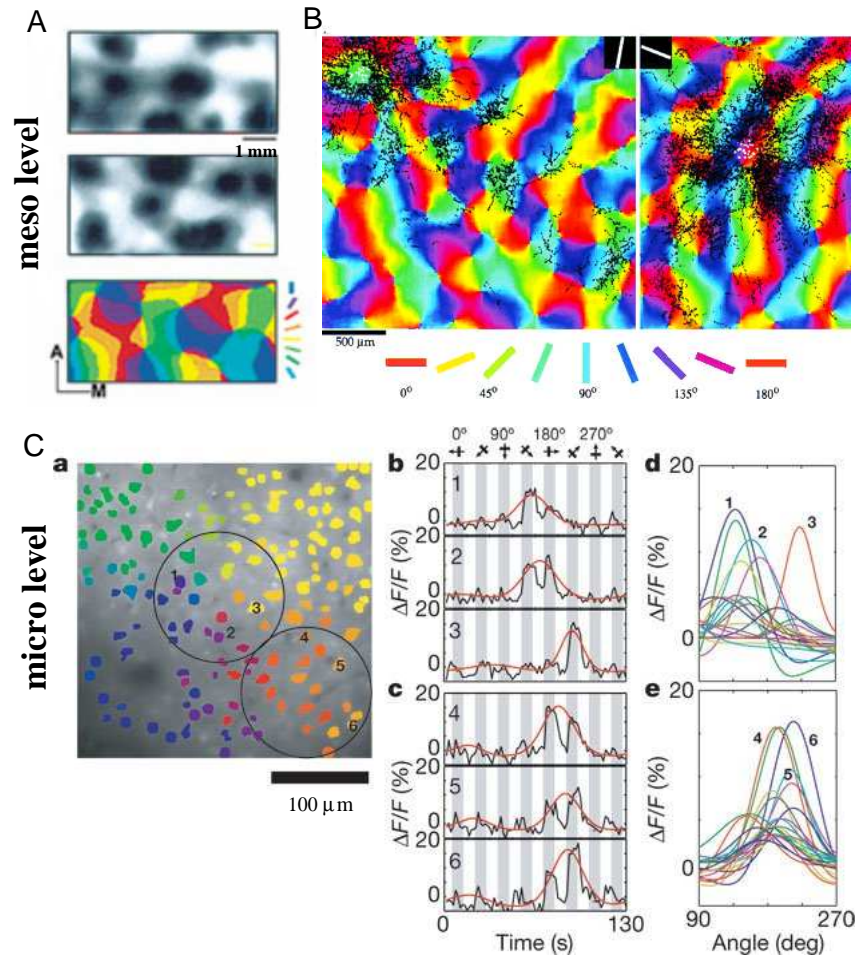 A
1 mm
meso level
A
M
B
500 µm
0° 45° 90° 135° 180°
C
micro level
a
1
2
3
4
5
6
100 µm
b
0° 90° 180° 270°
20
0
1
20
0
2
20
0
3
ΔF/F (%)
c
20
0
4
20
0
5
20
0
6
ΔF/F (%)
0 130
Time (s)
d
20
0
1
2
3
ΔF/F (%)
e
20
0
4
5
6
ΔF/F (%)
90 270
Angle (deg)